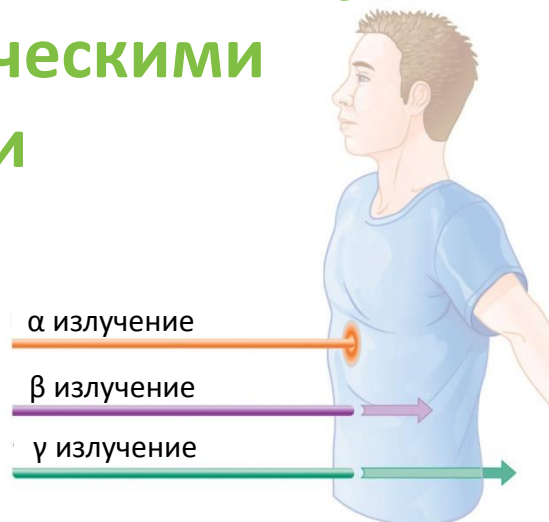 ческими
и
α излучение
β излучение
γ излучение